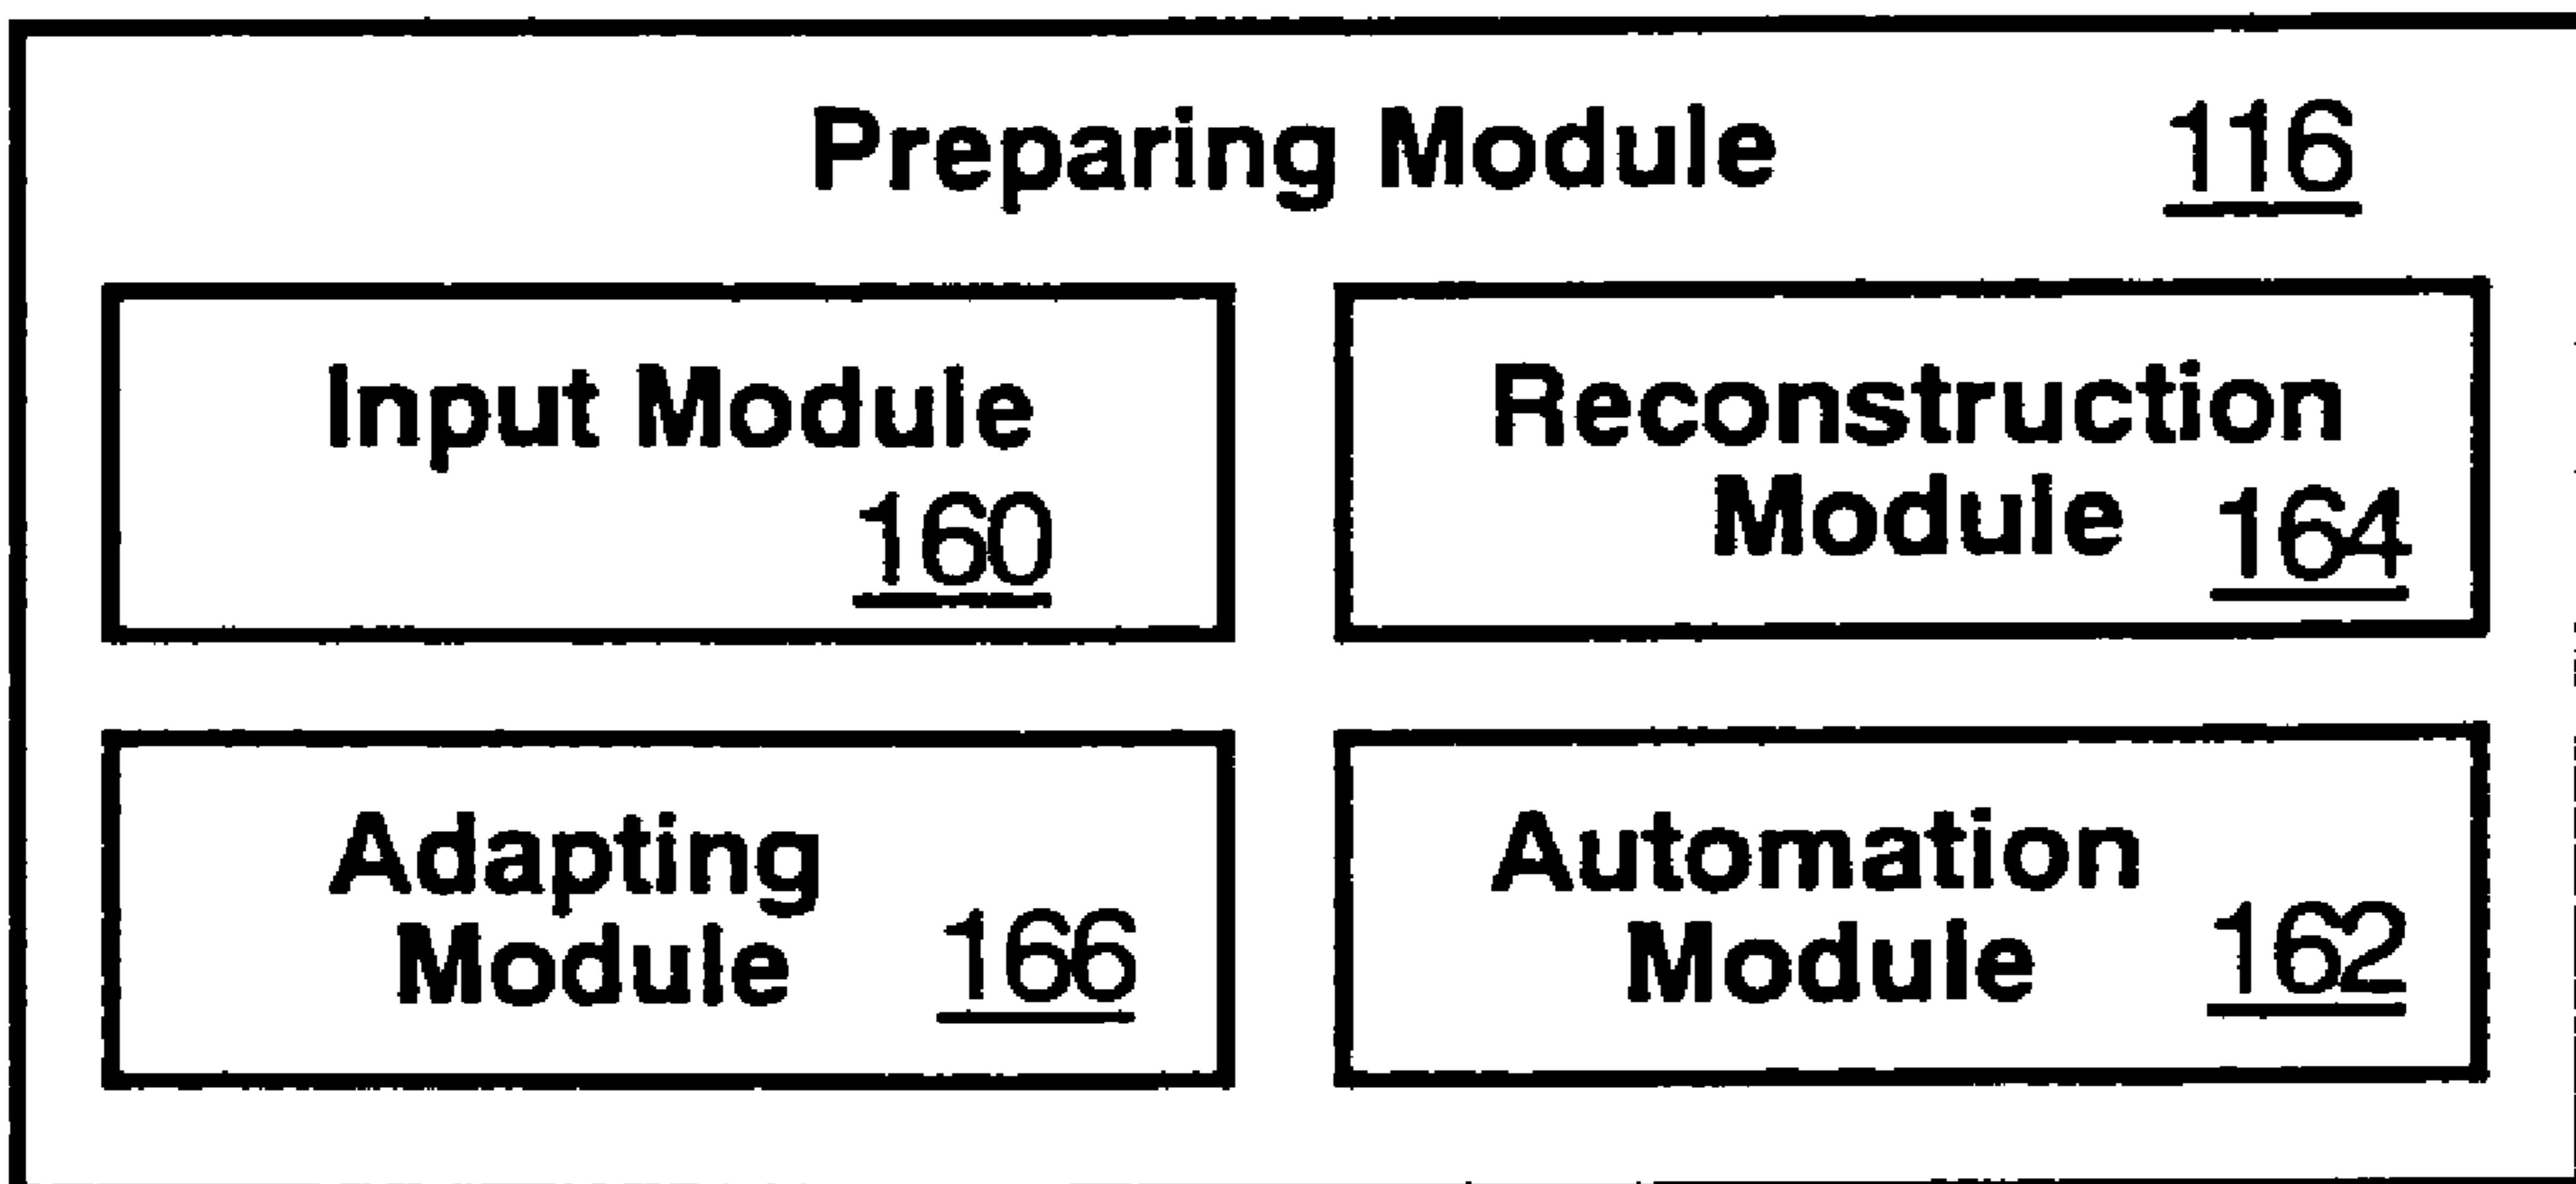 Preparing Module 116
Input Module
160
Reconstruction
Module 164
Adapting
Module 166
Automation
Module 162